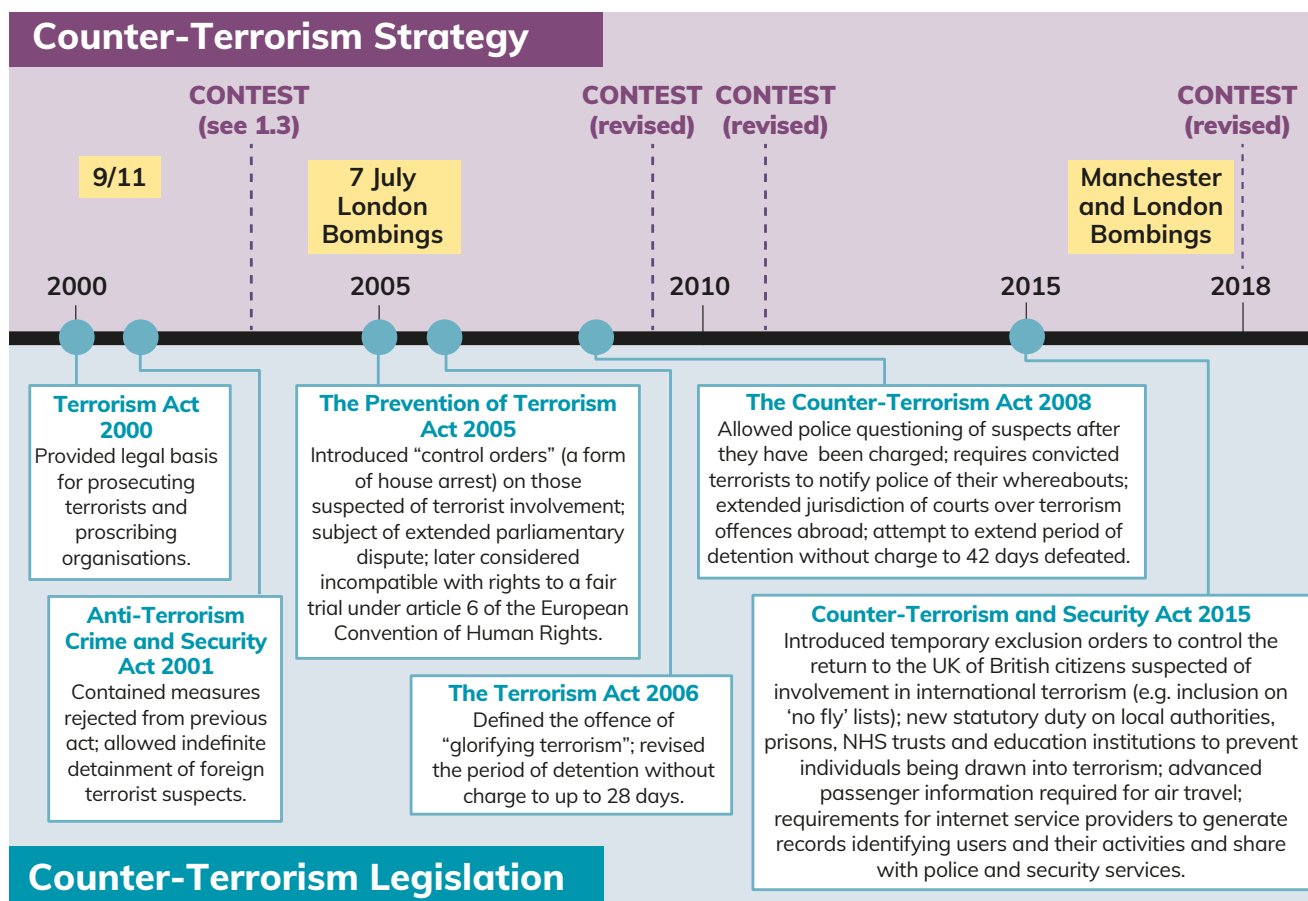 Counter-Terrorism Strategy
CONTEST
(see 1.3)
CONTEST
(revised)
CONTEST
(revised)
CONTEST
(revised)
9/11
7 July
London
Bombings
Manchester
and London
Bombings
2000
2005
2010
2015
2018
Terrorism Act
2000
Provided legal basis
for prosecuting
terrorists and
proscribing
organisations.
Anti-Terrorism
Crime and Security
Act 2001
Contained measures
rejected from previous
act; allowed indefinite
detainment of foreign
terrorist suspects.
The Prevention of Terrorism
Act 2005
Introduced “control orders” (a form
of house arrest) on those
suspected of terrorist involvement;
subject of extended parliamentary
dispute; later considered
incompatible with rights to a fair
trial under article 6 of the European
Convention of Human Rights.
The Terrorism Act 2006
Defined the offence of
“glorifying terrorism”; revised
the period of detention without
charge to up to 28 days.
The Counter-Terrorism Act 2008
Allowed police questioning of suspects after
they have been charged; requires convicted
terrorists to notify police of their whereabouts;
extended jurisdiction of courts over terrorism
offences abroad; attempt to extend period of
detention without charge to 42 days defeated.
Counter-Terrorism and Security Act 2015
Introduced temporary exclusion orders to control the
return to the UK of British citizens suspected of
involvement in international terrorism (e.g. inclusion on
‘no fly’ lists); new statutory duty on local authorities,
prisons, NHS trusts and education institutions to prevent
individuals being drawn into terrorism; advanced
passenger information required for air travel;
requirements for internet service providers to generate
records identifying users and their activities and share
with police and security services.
Counter-Terrorism Legislation